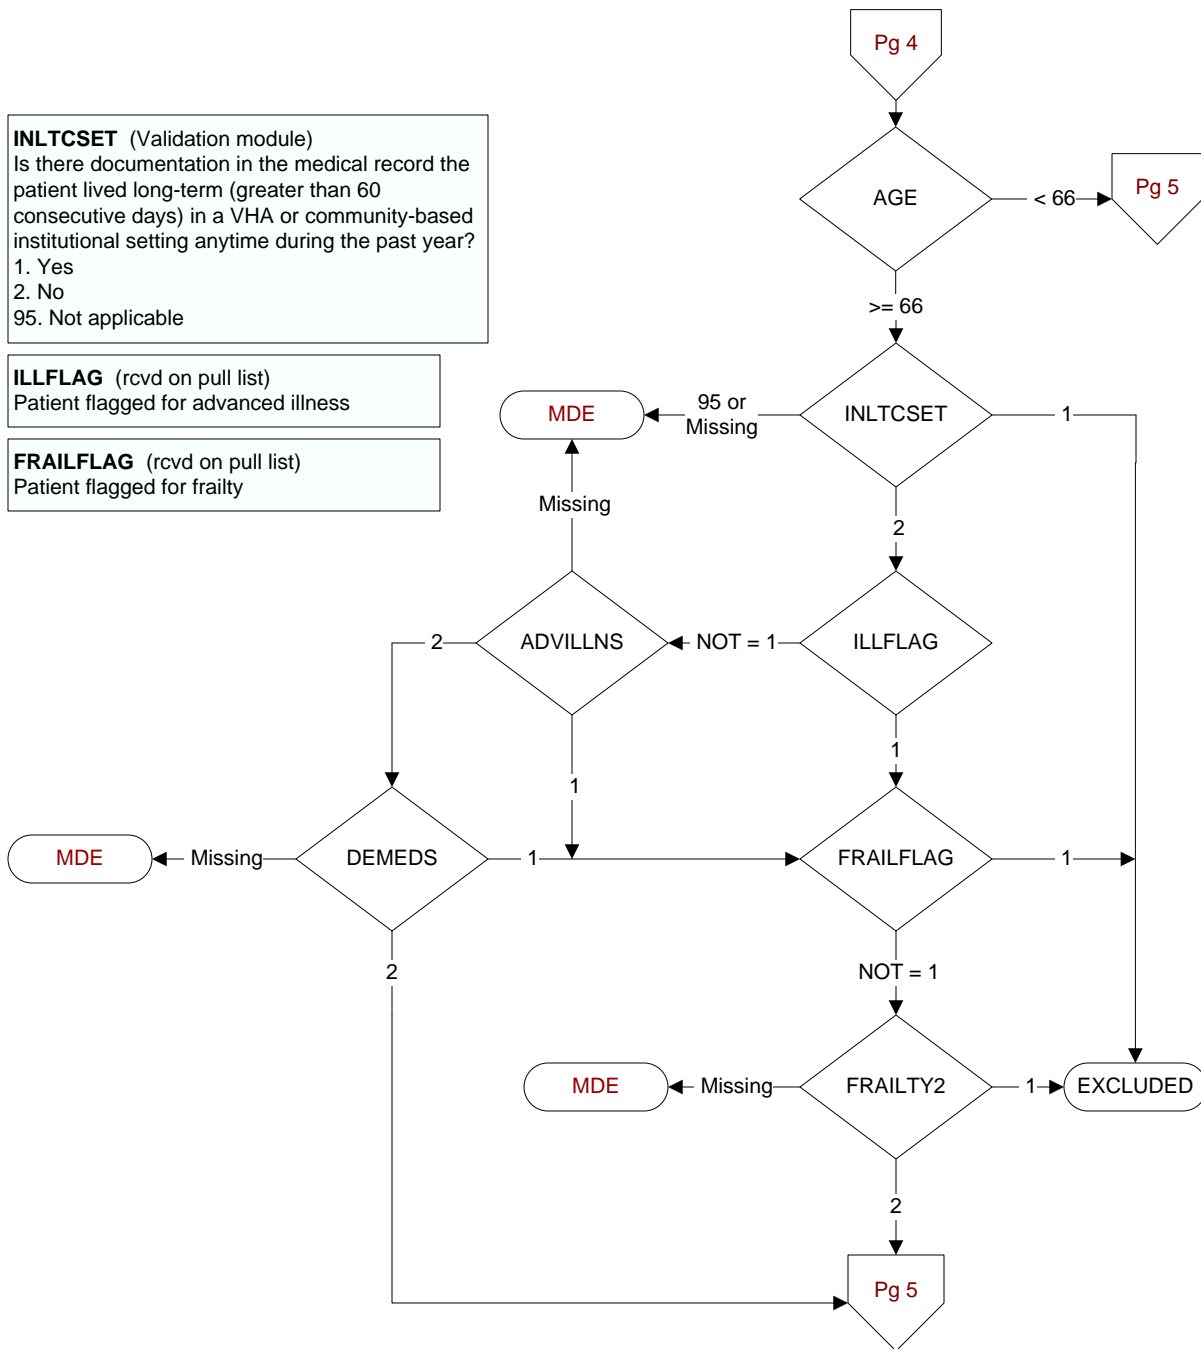 Pg 4
INLTCSET (Validation module)
Is there documentation in the medical record the
patient lived long-term (greater than 60
consecutive days) in a VHA or community-based
institutional setting anytime during the past year?
1. Yes
2. No
95. Not applicable
AGE
< 66
Pg 5
>= 66
ILLFLAG (rcvd on pull list)
Patient flagged for advanced illness
MDE
95 or
Missing
INLTCSET
1
FRAILFLAG (rcvd on pull list)
Patient flagged for frailty
Missing
2
2
ADVILLNS
NOT = 1
ILLFLAG
1
1
MDE
Missing
DEMEDS
1
FRAILFLAG
1
2
NOT = 1
MDE
Missing
FRAILTY2
1
EXCLUDED
2
Pg 5